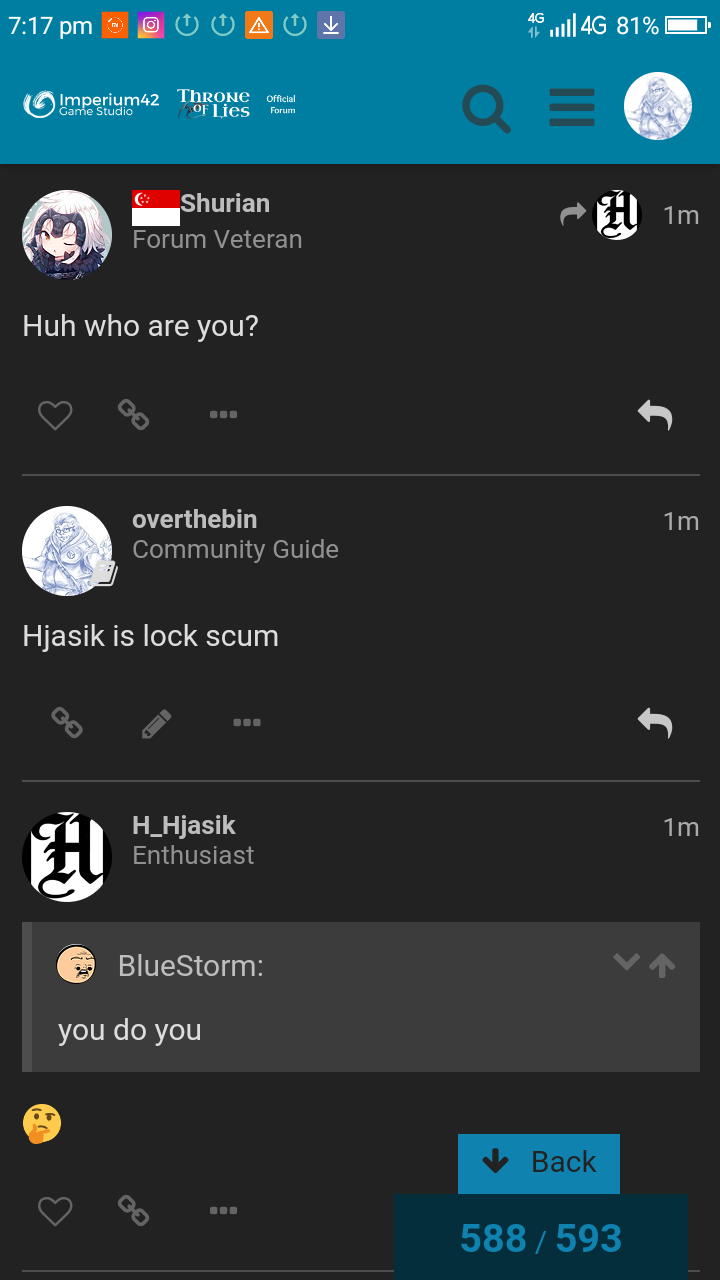 7:17 pm
4G 4G 81%
Imperium42 THRONE Official
Game Studio OF LIES Forum
Shurian
Forum Veteran
1m
Huh who are you?
overthebin
1m
Community Guide
Hjasik is lock scum
H_Hjasik
1m
Enthusiast
BlueStorm:
you do you
Back
588 / 593